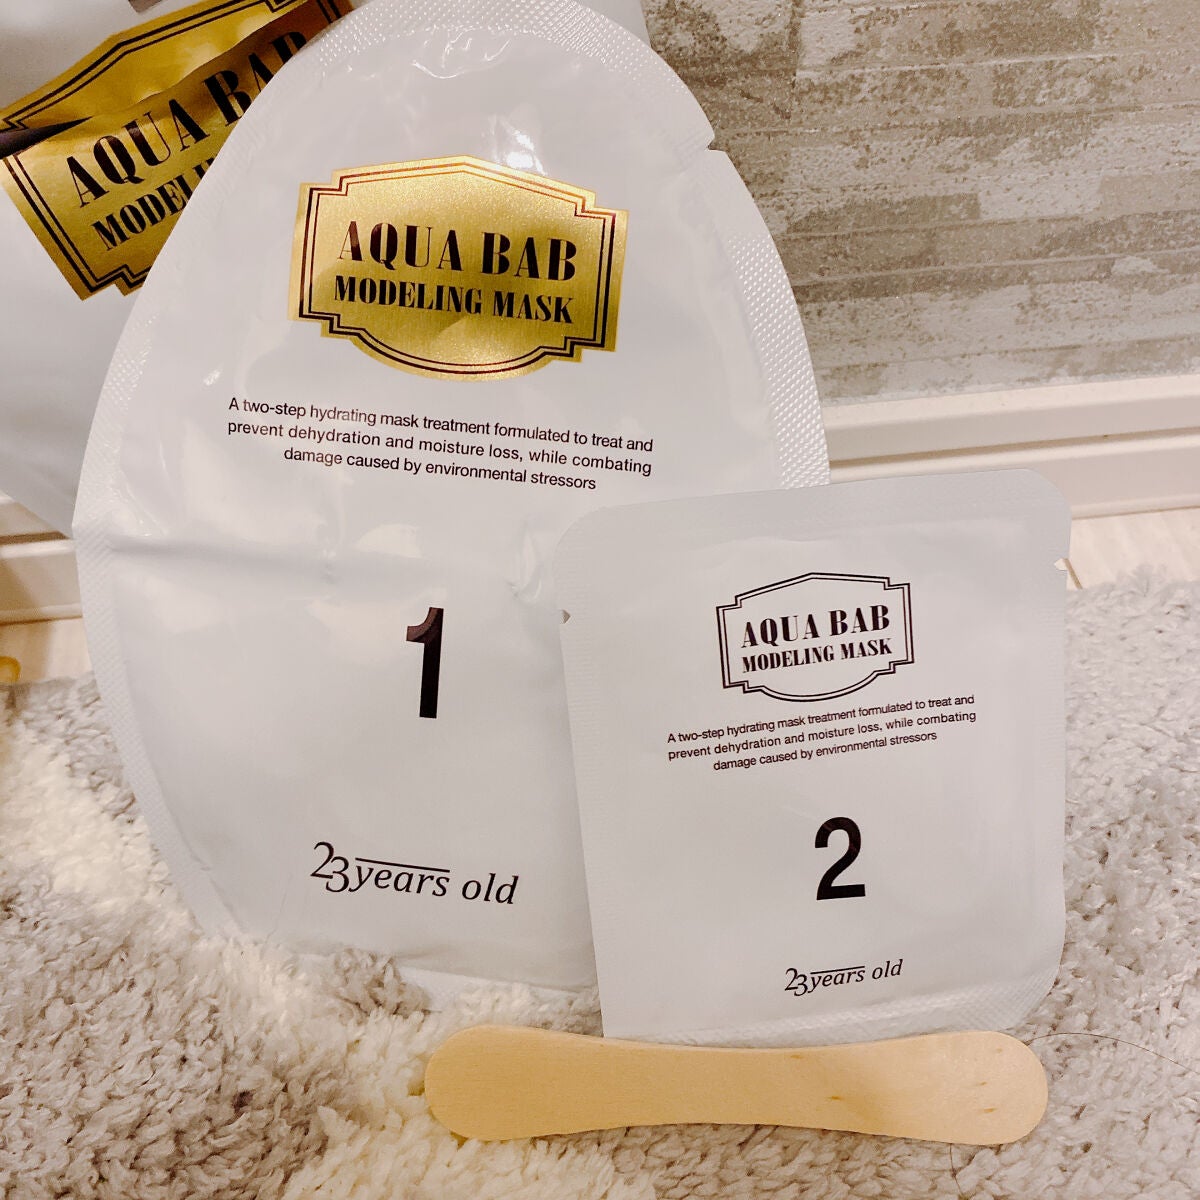 AQUA BAB
MODELING MASK
A two-step hydrating mask treatment formulated to treat and
prevent dehydration and moisture loss, while combating
damage caused by environmental stressors
1
23years old
AQUA BAB
MODELING MASK
A two-step hydrating mask treatment formulated to treat and
prevent dehydration and moisture loss, while combating
damage caused by environmental stressors
2
23years old
AQUA BAB